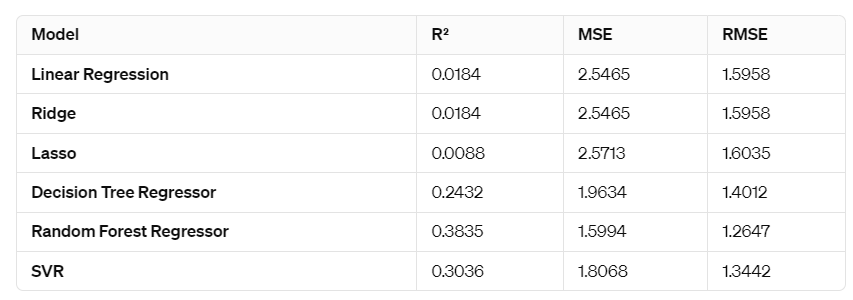 Model R² MSE RMSE
Linear Regression 0.0184 2.5465 1.5958
Ridge 0.0184 2.5465 1.5958
Lasso 0.0088 2.5713 1.6035
Decision Tree Regressor 0.2432 1.9634 1.4012
Random Forest Regressor 0.3835 1.5994 1.2647
SVR 0.3036 1.8068 1.3442